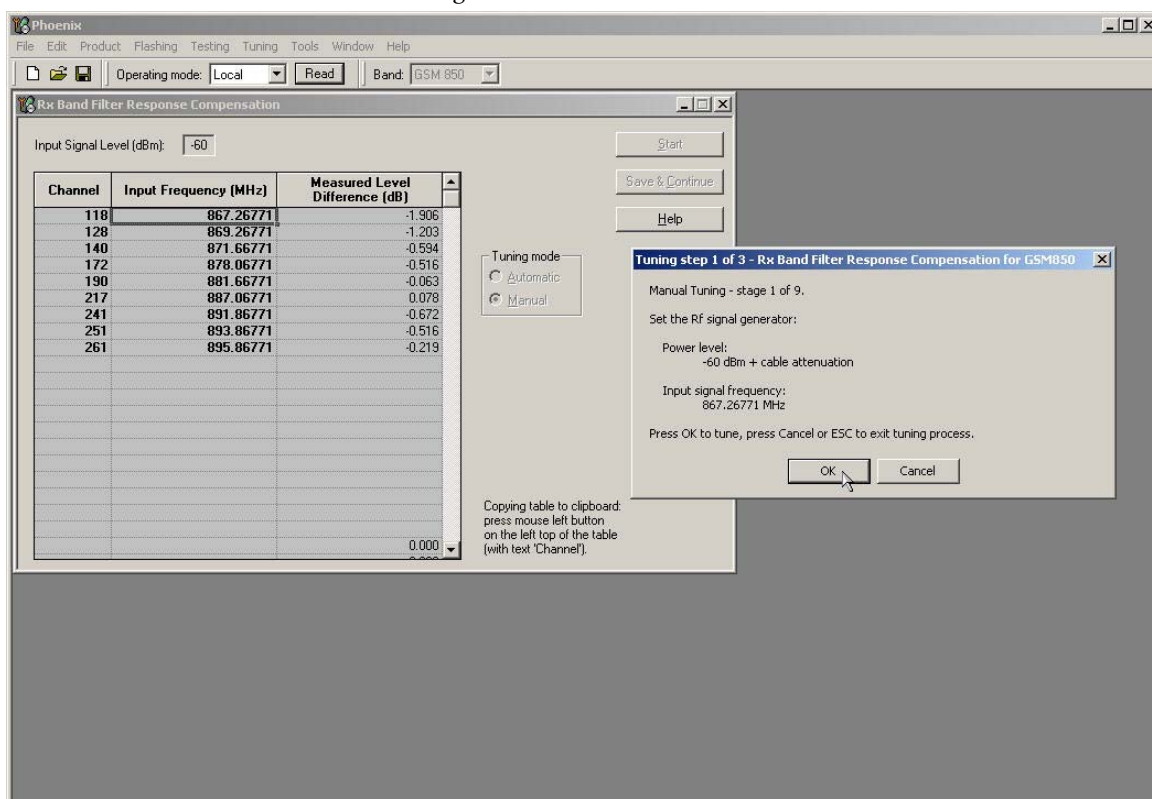 Phoenix
File Edit Product Flashing Testing Tuning Tools Window Help
Operating mode: Local Read Band: GSM 850
Rx Band Filter Response Compensation
Input Signal Level (dBm): -60
Start
Save & Continue
Help
Channel Input Frequency (MHz) Measured Level Difference (dB)
118 867.26771 -1.906
128 869.26771 -1.203
140 871.66771 -0.594
172 878.06771 -0.516
190 881.66771 -0.063
217 887.06771 0.078
241 891.86771 -0.672
251 893.86771 -0.516
261 895.86771 -0.219
0.000
Tuning mode
Automatic
Manual
Copying table to clipboard:
press mouse left button
on the left top of the table
(with text 'Channel').
Tuning step 1 of 3 - Rx Band Filter Response Compensation for GSM850
Manual Tuning - stage 1 of 9.
Set the Rf signal generator:
Power level:
-60 dBm + cable attenuation
Input signal frequency:
867.26771 MHz
Press OK to tune, press Cancel or ESC to exit tuning process.
OK Cancel